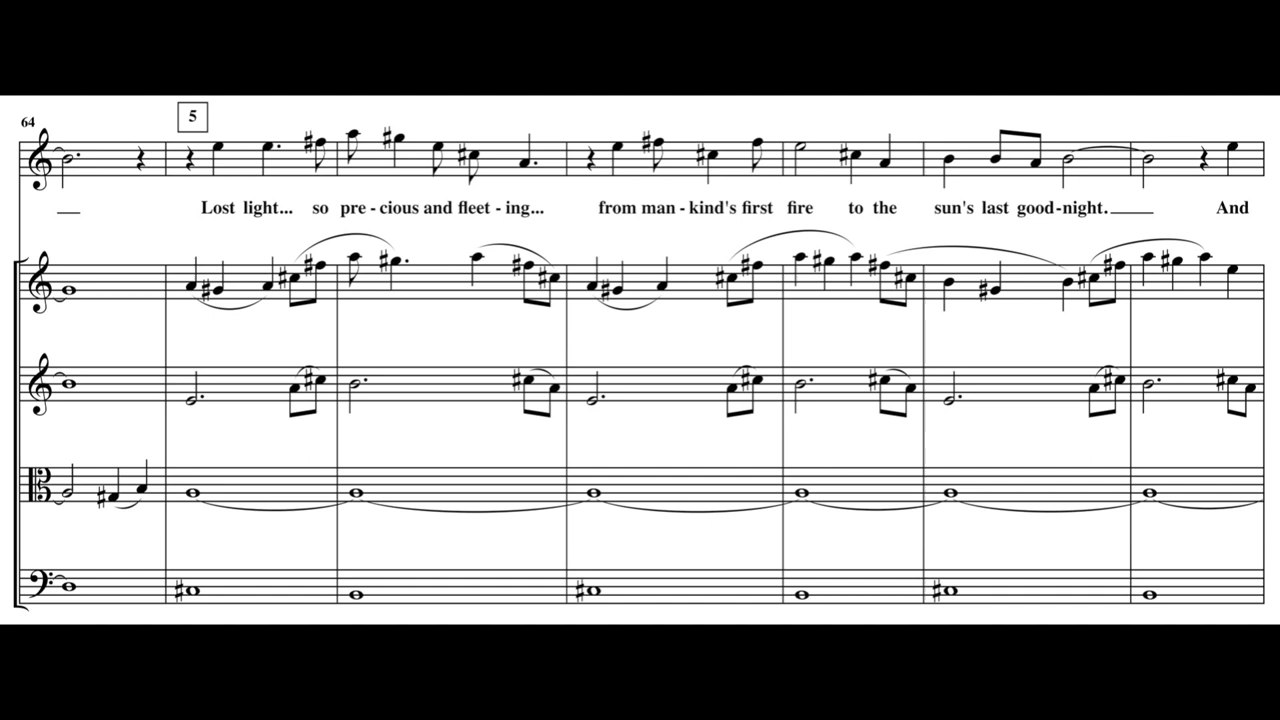 64
5
Lost light... so pre - cious and fleet - ing... from man - kind's first fire to the sun's last good - night. And